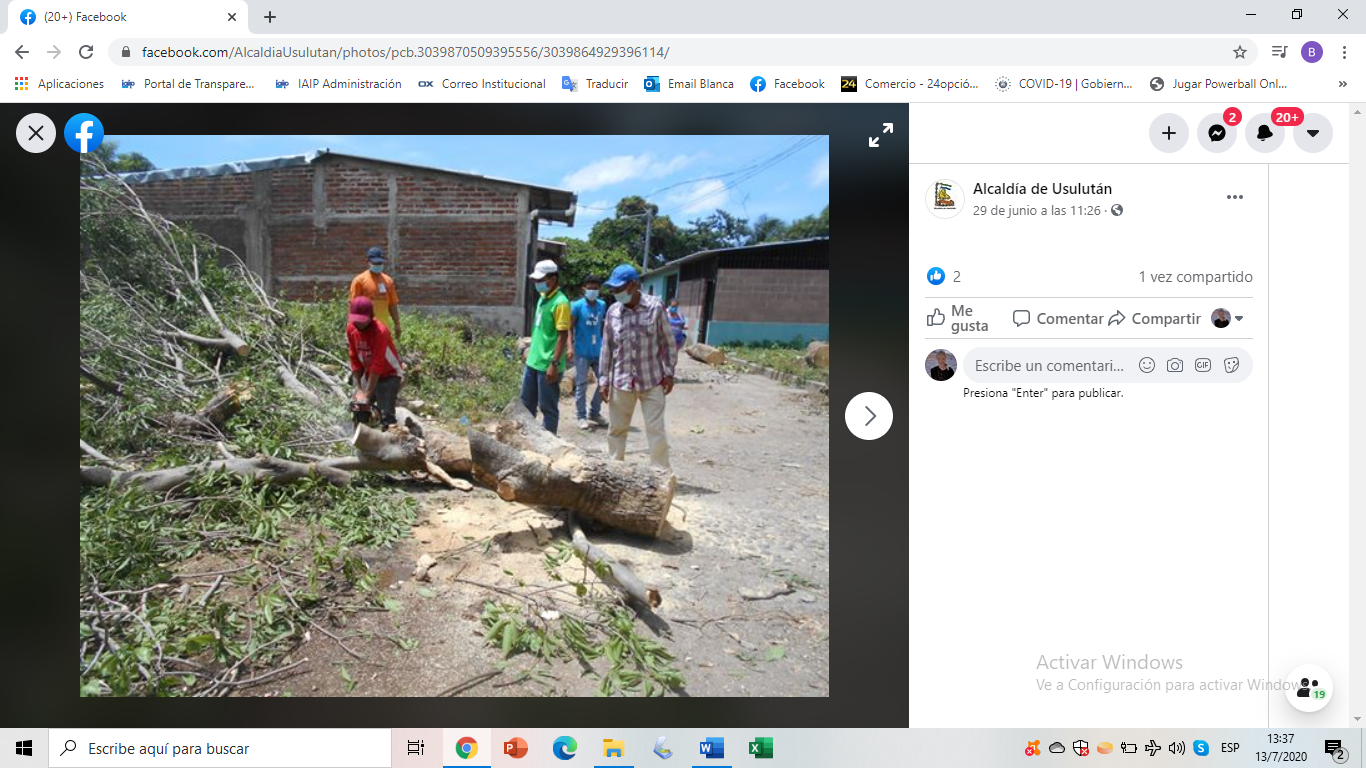 (20+) Facebook
facebook.com/AlcaldiaUsulutan/photos/pcb.3039870509395556/3039864929396114/
B
Aplicaciones
Portal de Transpare...
IAIP Administración
Correo Institucional
Traducir
Email Blanca
Facebook
24
Comercio - 24opció...
COVID-19 | Gobiern...
Jugar Powerball Onl...
2
20+
Alcaldía de Usulután
29 de junio a las 11:26 ·
2
1 vez compartido
Me gusta
Comentar
Compartir
Escribe un comentari...
GIF
Presiona "Enter" para publicar.
Activar Windows
Ve a Configuración para activar Window
19
Escribe aquí para buscar
ESP
13:37
13/7/2020
2